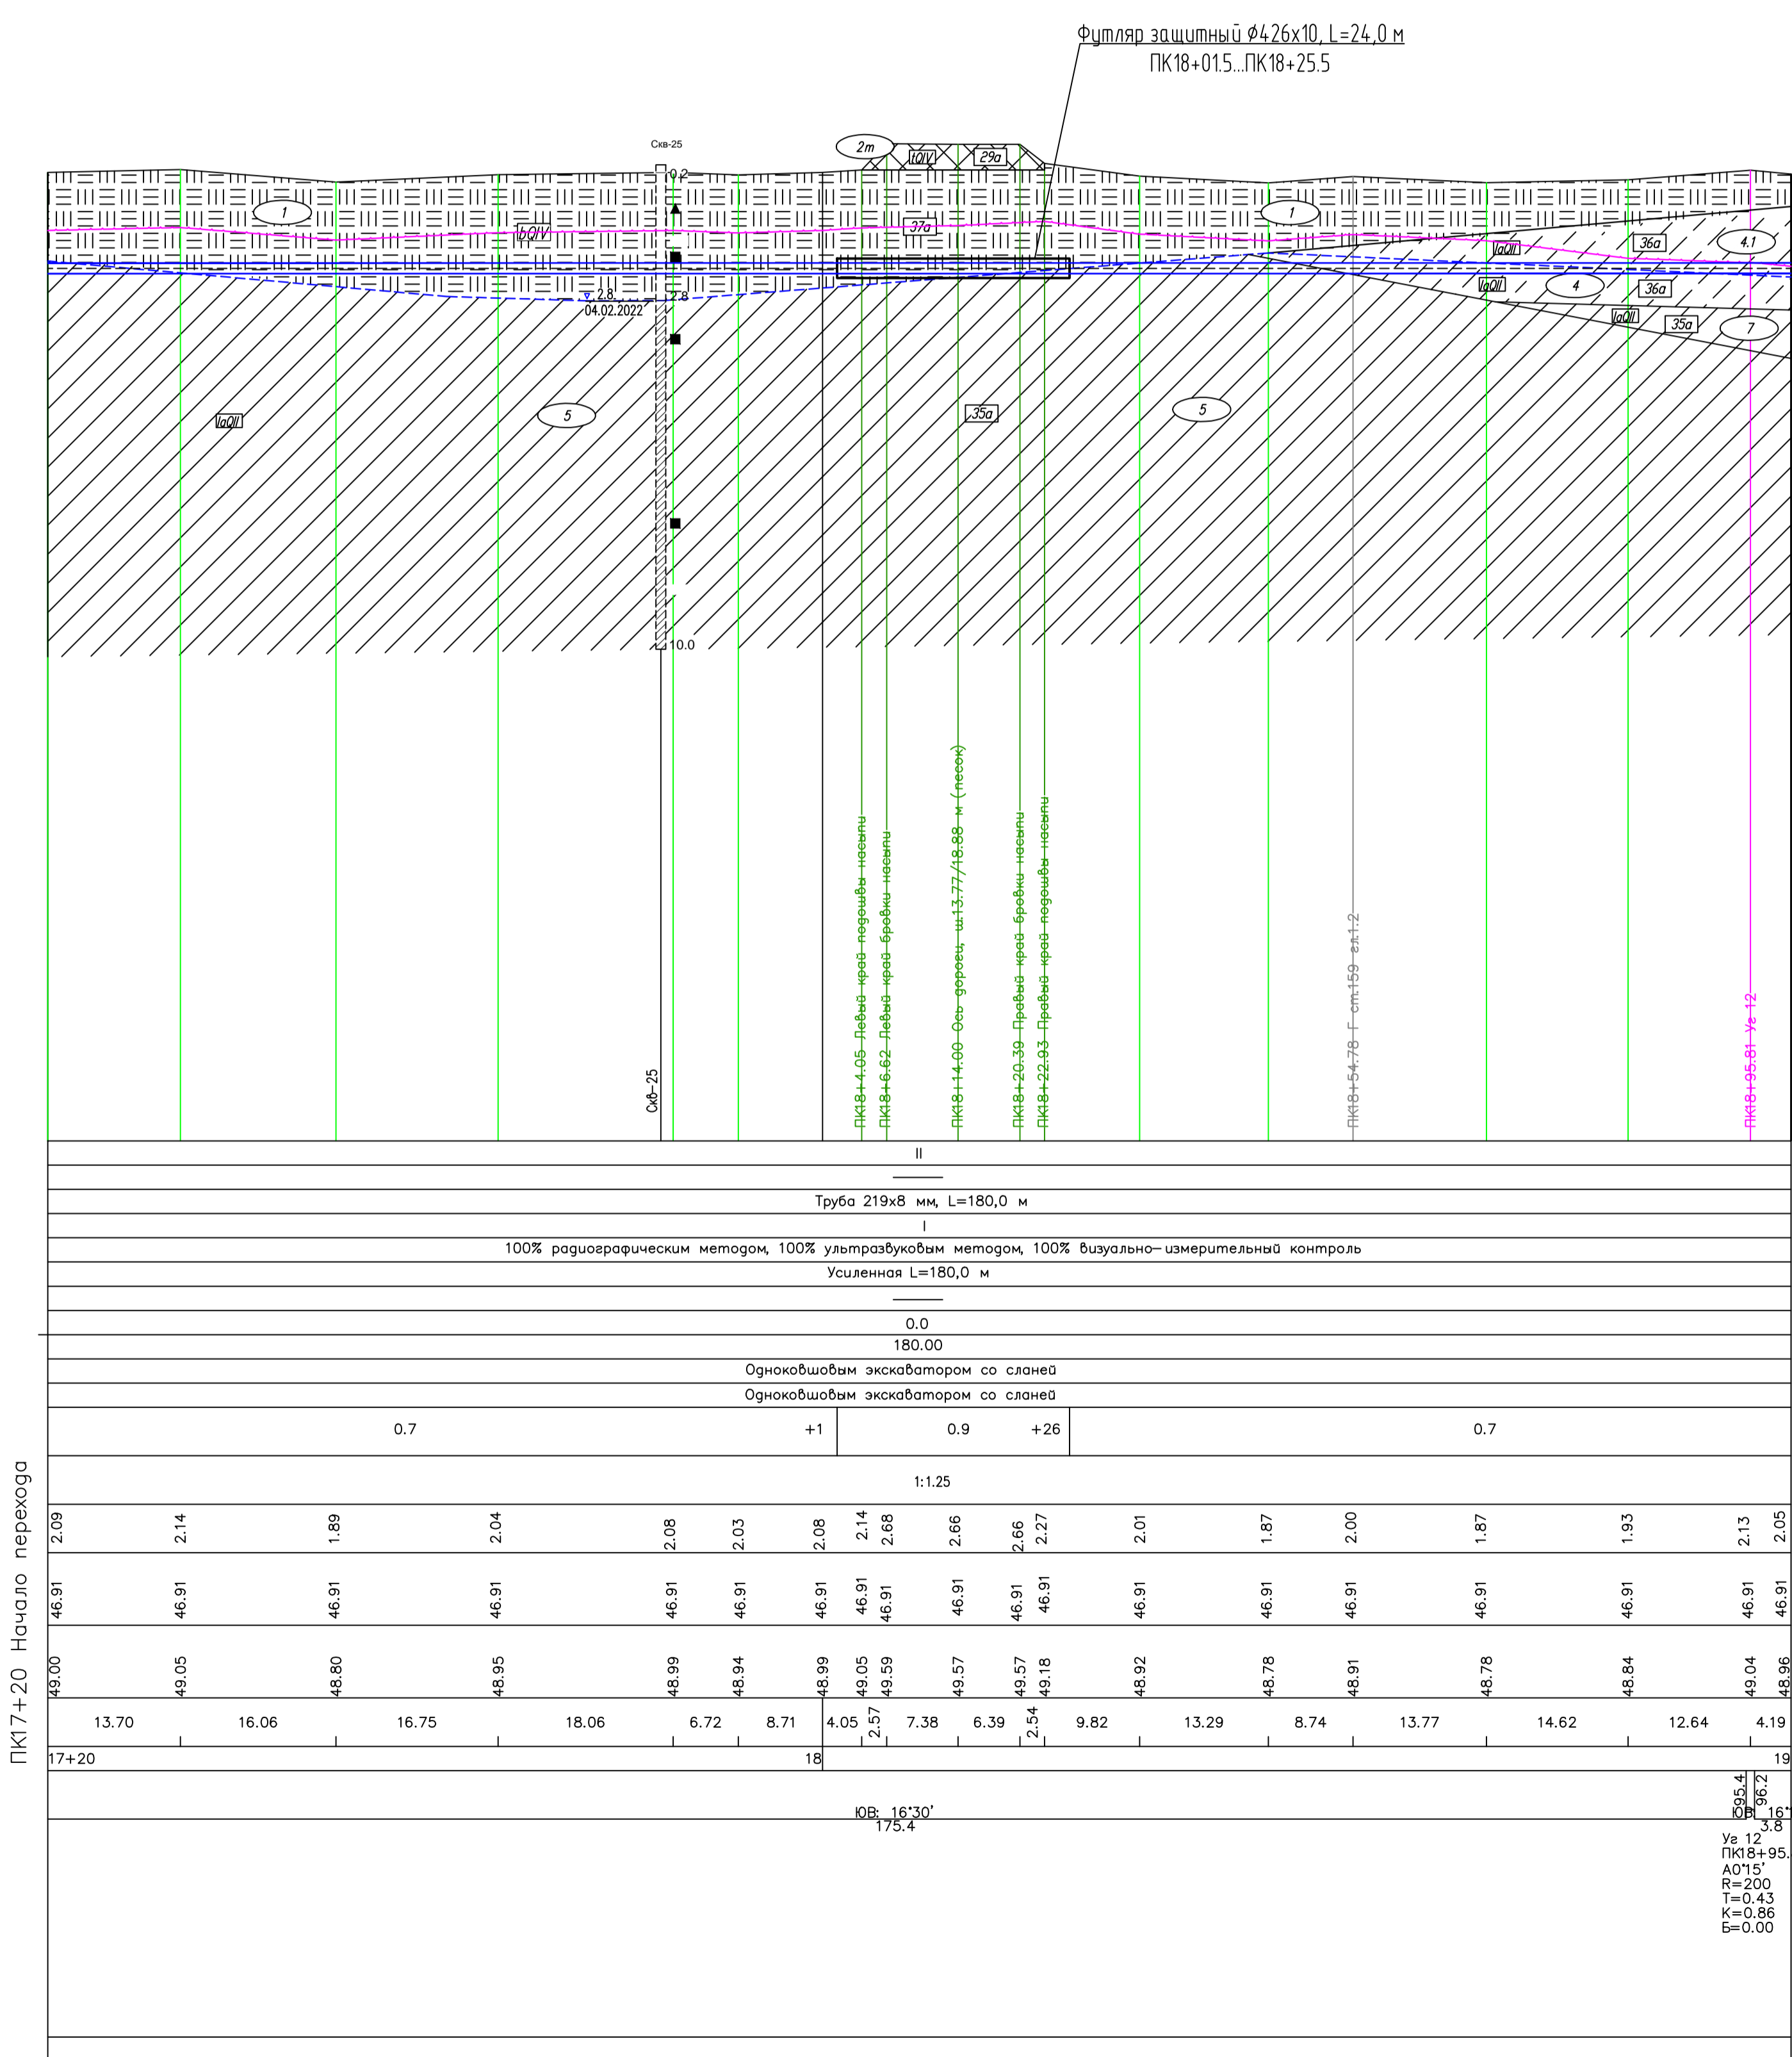 Футляр защитный Ø426х10, L=24,0 м
ПК18+01.5...ПК18+25.5
Скв-25
2т
tQIV
29а
0.2
1
1
bQIV
37а
laQII
36а
4.1
laQII
4
36а
2.8
2.8
04.02.2022
laQII
35а
7
laQII
5
35а
5
10.0
Скв-25
ПК18+4.05 Левый край подошвы насыпи
ПК18+6.62 Левый край бровки насыпи
ПК18+14.00 Ось дороги, ш.13.77/18.88 м (песок)
ПК18+20.39 Правый край бровки насыпи
ПК18+22.93 Правый край подошвы насыпи
ПК18+54.78 Г ст.159 гл.1.2
ПК18+95.81 Уг 12
II
Труба 219х8 мм, L=180,0 м
I
100% радиографическим методом, 100% ультразвуковым методом, 100% визуально-измерительный контроль
Усиленная L=180,0 м
0.0
180.00
Одноковшовым экскаватором со сланей
Одноковшовым экскаватором со сланей
0.7 +1 0.9 +26 0.7
1:1.25
ПК17+20 Начало перехода
2.09 2.14 1.89 2.04 2.08 2.03 2.08 2.14 2.68 2.66 2.66 2.27 2.01 1.87 2.00 1.87 1.93 2.13 2.05
46.91 46.91 46.91 46.91 46.91 46.91 46.91 46.91 46.91 46.91 46.91 46.91 46.91 46.91 46.91 46.91 46.91 46.91 46.91
49.00 49.05 48.80 48.95 48.99 48.94 48.99 49.05 49.59 49.57 49.57 49.18 48.92 48.78 48.91 48.78 48.84 49.04 48.96
13.70 16.06 16.75 18.06 6.72 8.71 4.05 2.57 7.38 6.39 2.54 9.82 13.29 8.74 13.77 14.62 12.64 4.19
17+20 18 19
95.4 96.2
ЮВ: 16°30' ЮВ: 16°
175.4 3.8
Уг 12
ПК18+95.
А0°15'
R=200
Т=0.43
К=0.86
Б=0.00